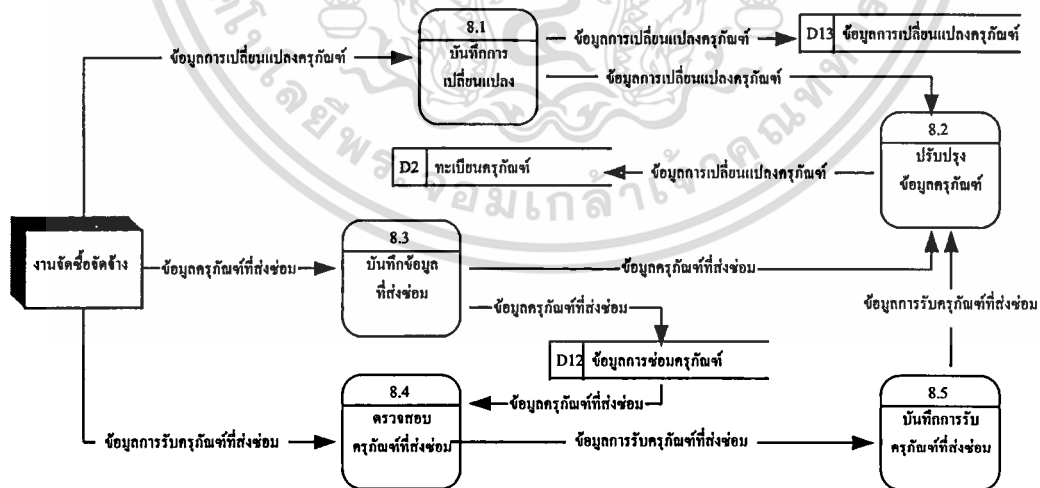 8.1
บันทึกการ
เปลี่ยนแปลง
ข้อมูลการเปลี่ยนแปลงครุภัณฑ์
ข้อมูลการเปลี่ยนแปลงครุภัณฑ์
D13 ข้อมูลการเปลี่ยนแปลงครุภัณฑ์
ข้อมูลการเปลี่ยนแปลงครุภัณฑ์
8.2
ปรับปรุง
ข้อมูลครุภัณฑ์
D2 ทะเบียนครุภัณฑ์
ข้อมูลการเปลี่ยนแปลงครุภัณฑ์
งานจัดซื้อจัดจ้าง
ข้อมูลครุภัณฑ์ที่ส่งซ่อม
8.3
บันทึกข้อมูล
ที่ส่งซ่อม
ข้อมูลครุภัณฑ์ที่ส่งซ่อม
ข้อมูลครุภัณฑ์ที่ส่งซ่อม
ข้อมูลการรับครุภัณฑ์ที่ส่งซ่อม
D12 ข้อมูลการซ่อมครุภัณฑ์
ข้อมูลครุภัณฑ์ที่ส่งซ่อม
8.4
ตรวจสอบ
ครุภัณฑ์ที่ส่งซ่อม
ข้อมูลการรับครุภัณฑ์ที่ส่งซ่อม
ข้อมูลการรับครุภัณฑ์ที่ส่งซ่อม
8.5
บันทึกการรับ
ครุภัณฑ์ที่ส่งซ่อม